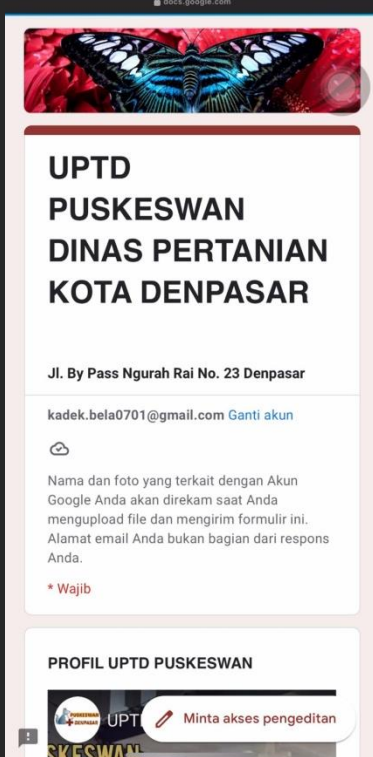 docs.google.com
UPTD
PUSKESWAN
DINAS PERTANIAN
KOTA DENPASAR
Jl. By Pass Ngurah Rai No. 23 Denpasar
kadek.bela0701@gmail.com Ganti akun
Nama dan foto yang terkait dengan Akun
Google Anda akan direkam saat Anda
mengupload file dan mengirim formulir ini.
Alamat email Anda bukan bagian dari respons
Anda.
* Wajib
PROFIL UPTD PUSKESWAN
PUSKESWAN
DENPASAR
UPT
Minta akses pengeditan
SKESWAN